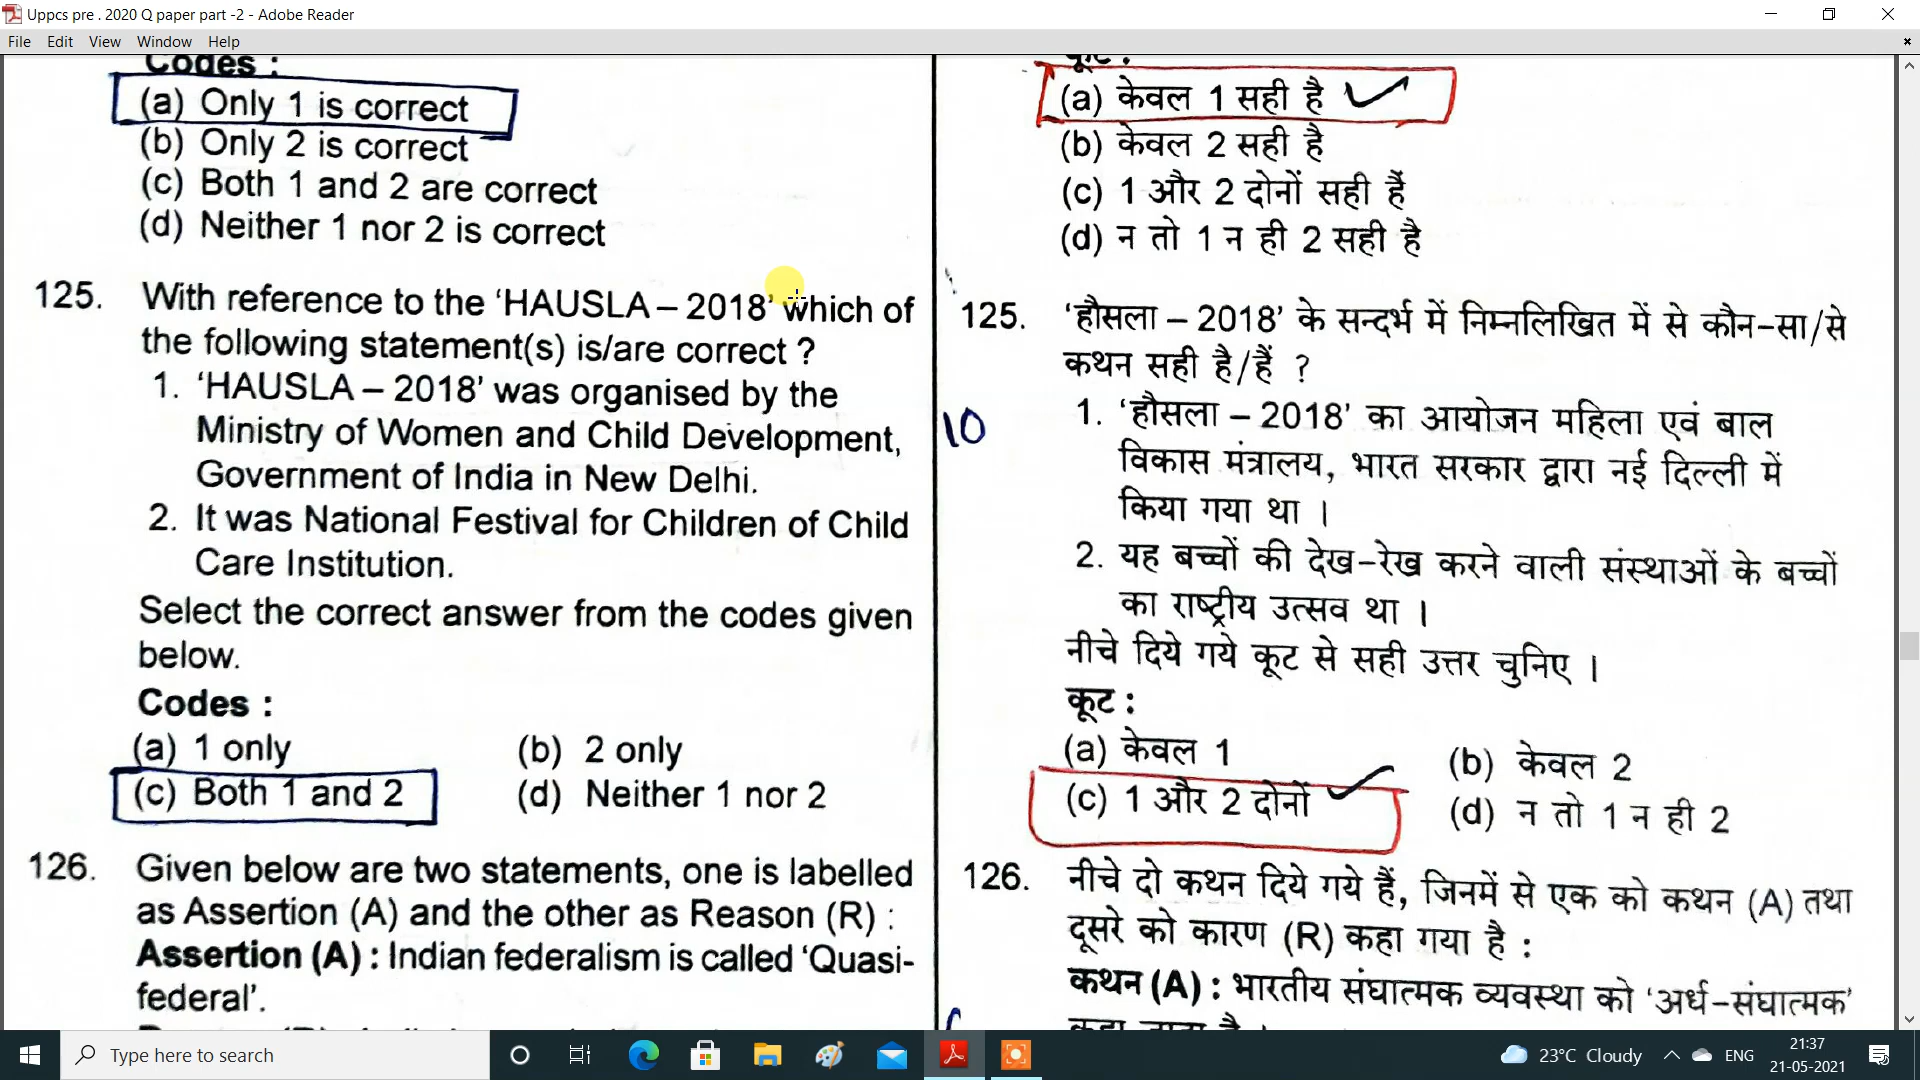 Uppcs pre . 2020 Q paper part -2 - Adobe Reader
File Edit View Window Help
Codes :
(a) Only 1 is correct
(b) Only 2 is correct
(c) Both 1 and 2 are correct
(d) Neither 1 nor 2 is correct
125. With reference to the ‘HAUSLA – 2018’ which of
the following statement(s) is/are correct ?
1. ‘HAUSLA – 2018’ was organised by the
Ministry of Women and Child Development,
Government of India in New Delhi.
2. It was National Festival for Children of Child
Care Institution.
Select the correct answer from the codes given
below.
Codes :
(a) 1 only (b) 2 only
(c) Both 1 and 2 (d) Neither 1 nor 2
126. Given below are two statements, one is labelled
as Assertion (A) and the other as Reason (R) :
Assertion (A) : Indian federalism is called ‘Quasi-
federal’.
कूट :
(a) केवल 1 सही है
(b) केवल 2 सही है
(c) 1 और 2 दोनों सही हैं
(d) न तो 1 न ही 2 सही है
125. ‘हौसला – 2018’ के सन्दर्भ में निम्नलिखित में से कौन-सा/से
कथन सही है/हैं ?
10
1. ‘हौसला – 2018’ का आयोजन महिला एवं बाल
विकास मंत्रालय, भारत सरकार द्वारा नई दिल्ली में
किया गया था ।
2. यह बच्चों की देख-रेख करने वाली संस्थाओं के बच्चों
का राष्ट्रीय उत्सव था ।
नीचे दिये गये कूट से सही उत्तर चुनिए ।
कूट :
(a) केवल 1 (b) केवल 2
(c) 1 और 2 दोनों (d) न तो 1 न ही 2
126. नीचे दो कथन दिये गये हैं, जिनमें से एक को कथन (A) तथा
दूसरे को कारण (R) कहा गया है :
कथन (A) : भारतीय संघात्मक व्यवस्था को ‘अर्ध-संघात्मक’
Type here to search
23°C Cloudy
ENG
21:37
21-05-2021